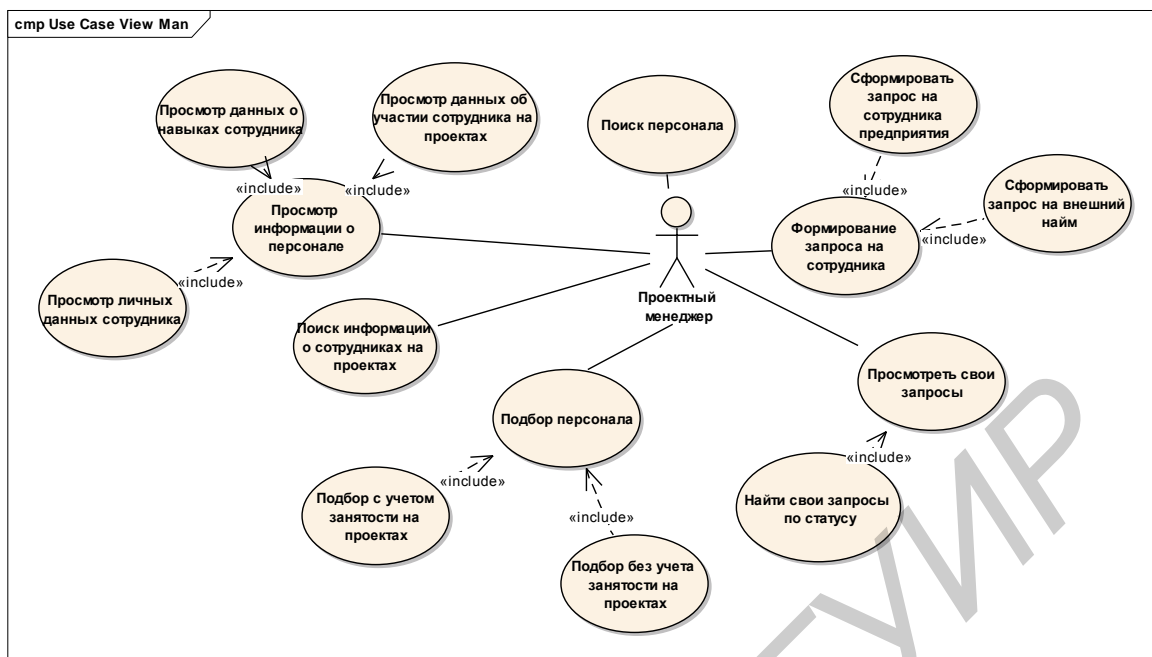 cmp Use Case View Man
Просмотр данных о
навыках сотрудника
Просмотр данных об
участии сотрудника на
проектах
Поиск персонала
Сформировать
запрос на
сотрудника
предприятия
«include»
«include»
«include»
Просмотр
информации о
персонале
Сформировать
запрос на внешний
найм
Формирование
запроса на
сотрудника
«include»
«include»
Просмотр личных
данных сотрудника
Проектный
менеджер
Поиск информации
о сотрудниках на
проектах
Просмотреть свои
запросы
Подбор персонала
«include»
«include»
Подбор с учетом
занятости на
проектах
Найти свои запросы
по статусу
«include»
Подбор без учета
занятости на
проектах
ГУИР